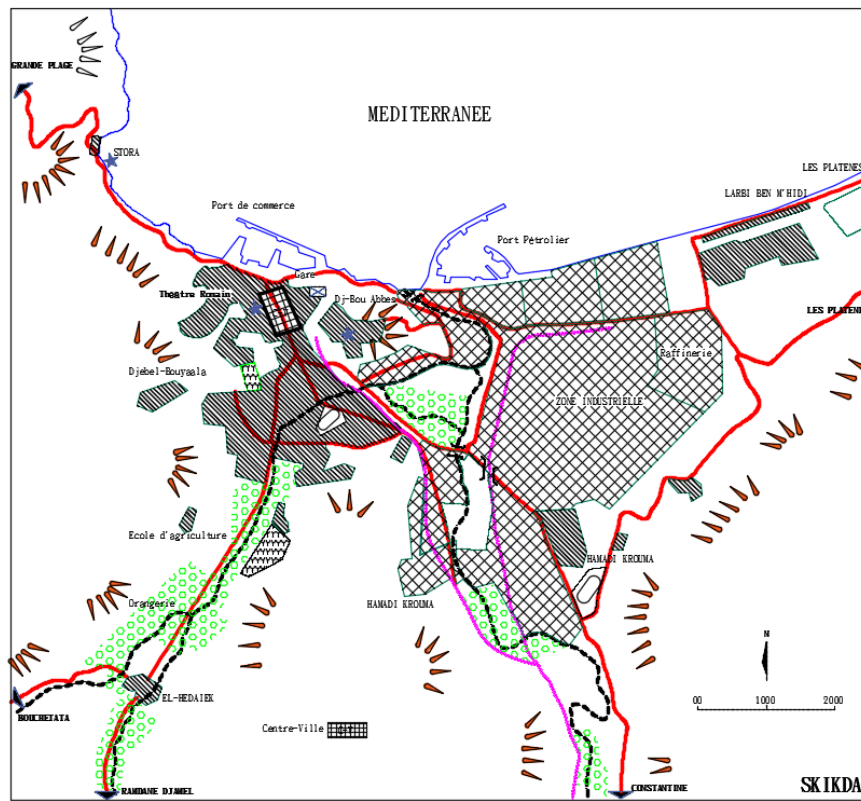 GRANDE PLAGE
MEDITERRANEE
STORA
LES PLATENES
LARBI BEN M'HIDI
Port de commerce
Port Pétrolier
Gare
Théatre Romain
Dj-Bou Abbes
LES PLATENES
Raffinerie
Djebel-Bouyaala
ZONE INDUSTRIELLE
Ecole d'agriculture
HAMADI KROUMA
Orangerie
HAMADI KROUMA
N
EL-HEDAIEK
00 1000 2000
BOUCHETATA
Centre-Ville
RAMDANE DJAMEL
CONSTANTINE
SKIKDA